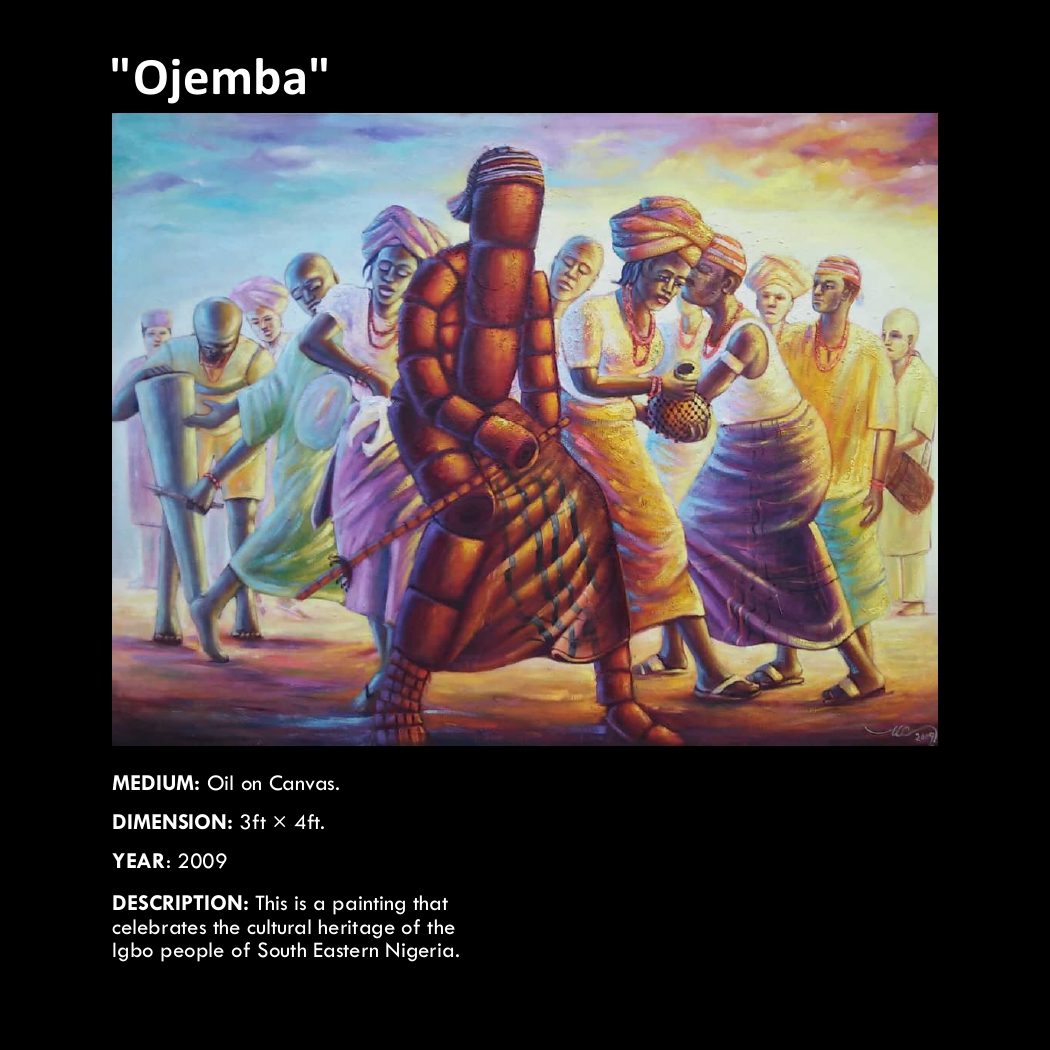 "Ojemba"
2009
MEDIUM: Oil on Canvas.
DIMENSION: 3ft × 4ft.
YEAR: 2009
DESCRIPTION: This is a painting that
celebrates the cultural heritage of the
Igbo people of South Eastern Nigeria.